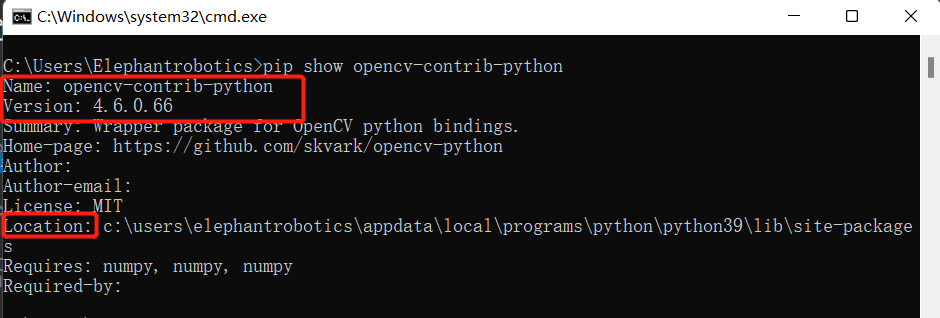 C:\Windows\system32\cmd.exe
C:\Users\Elephantrobotics>pip show opencv-contrib-python
Name: opencv-contrib-python
Version: 4.6.0.66
Summary: Wrapper package for OpenCV python bindings.
Home-page: https://github.com/skvark/opencv-python
Author:
Author-email:
License: MIT
Location: c:\users\elephantrobotics\appdata\local\programs\python\python39\lib\site-package
s
Requires: numpy, numpy, numpy
Required-by: